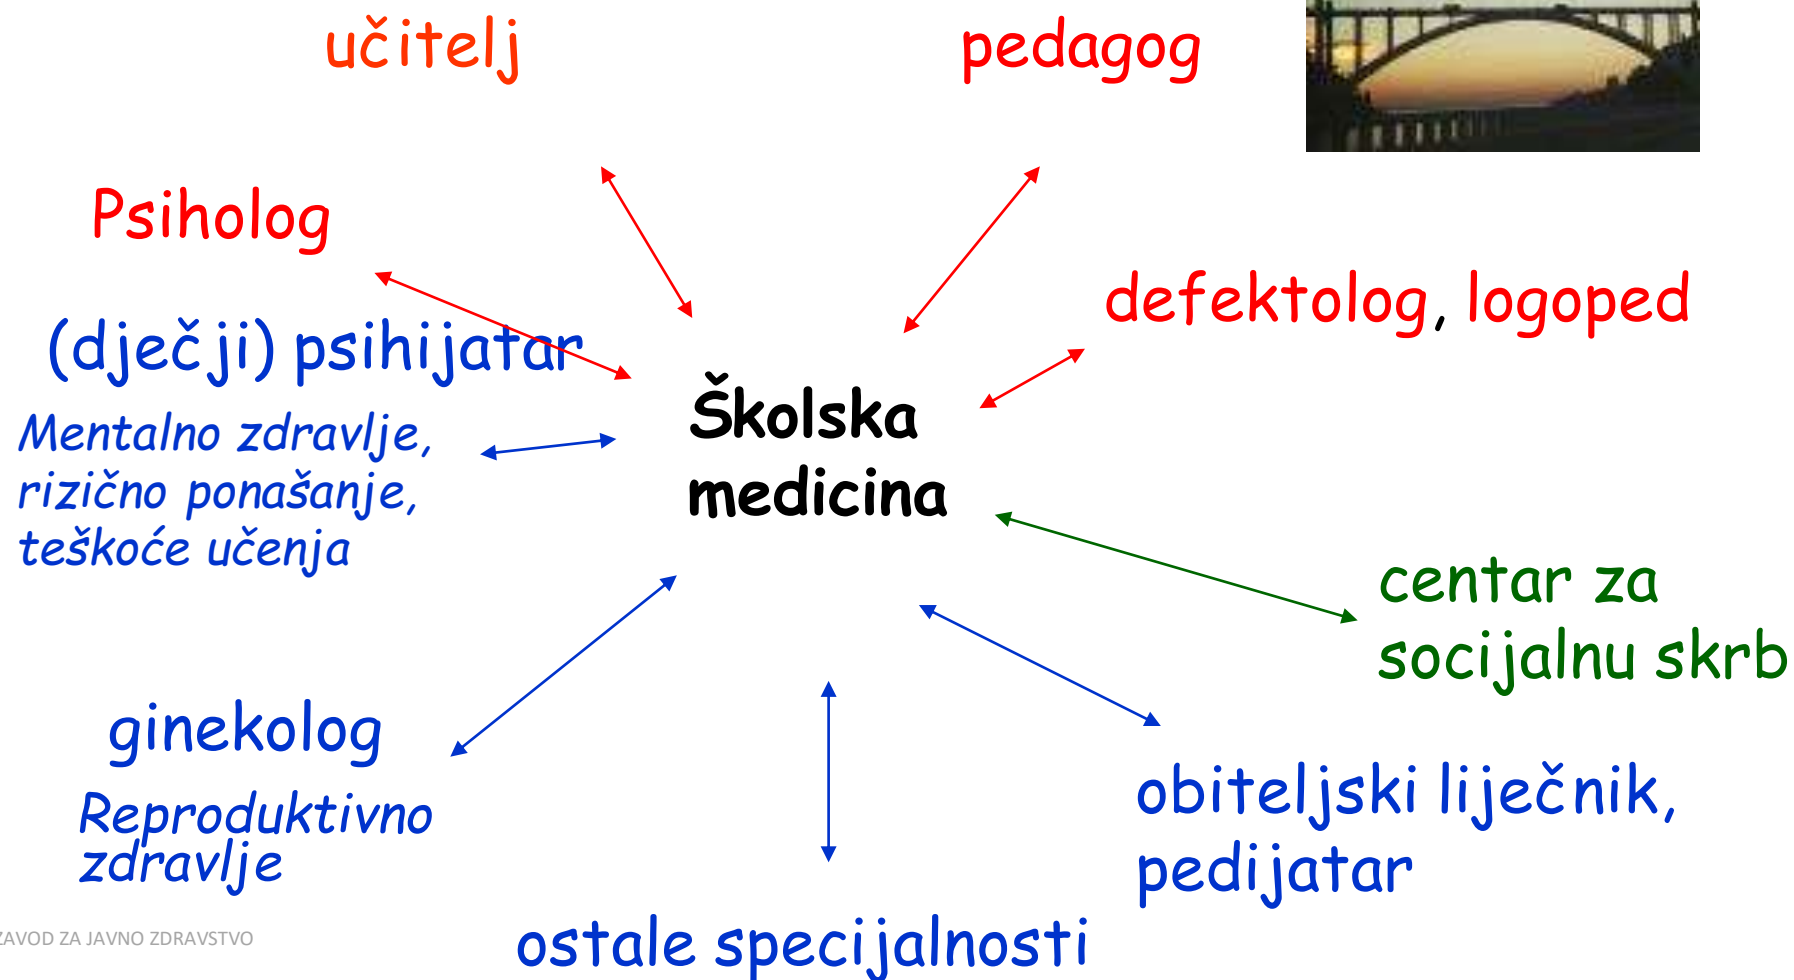 učitelj
pedagog
Psiholog
defektolog, logoped
(dječji) psihijatar
Mentalno zdravlje,
rizično ponašanje,
teškoće učenja
Školska
medicina
centar za
socijalnu skrb
ginekolog
Reproduktivno
zdravlje
obiteljski liječnik,
pedijatar
ostale specijalnosti
ZAVOD ZA JAVNO ZDRAVSTVO